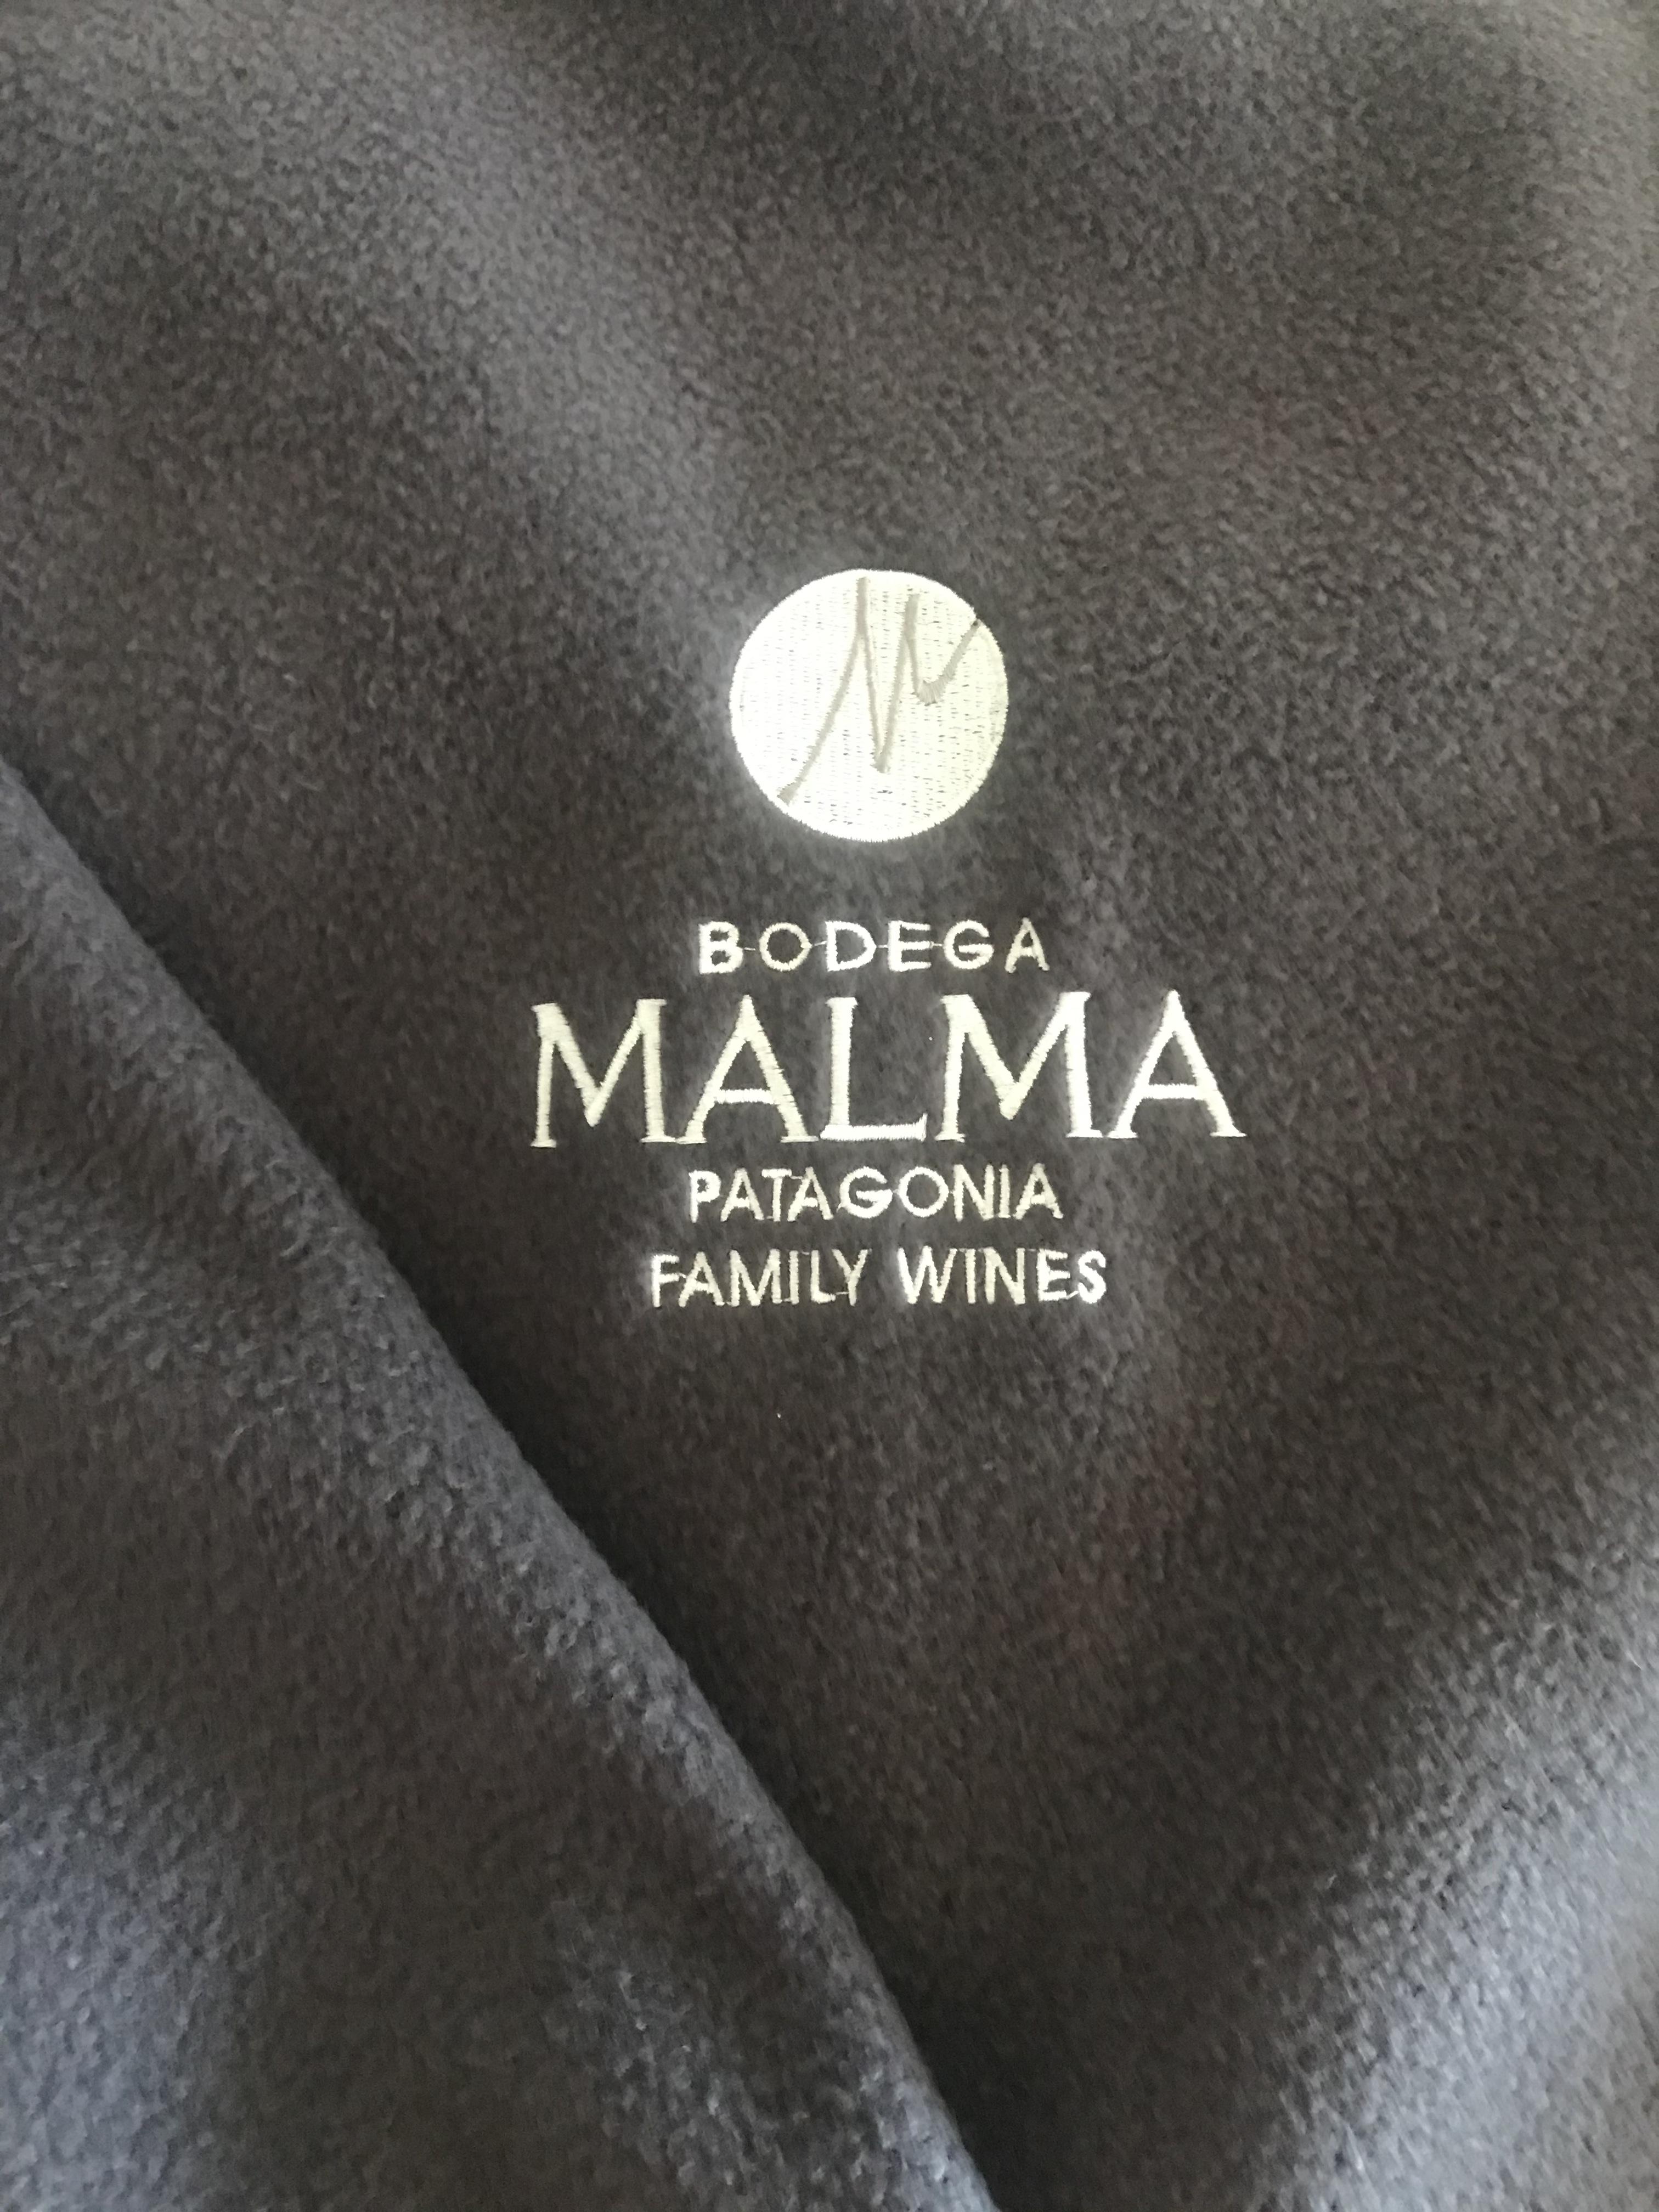 M
BODEGA
MALMA
PATAGONIA
FAMILY WINES